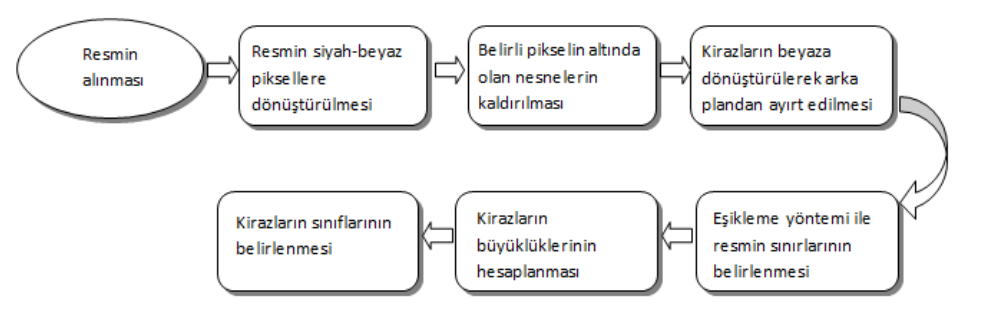 Resmin
alınması
Resmin siyah-beyaz
piksellere
dönüştürülmesi
Belirli pikselin altında
olan nesnelerin
kaldırılması
Kirazların beyaza
dönüştürülerek arka
plandan ayırt edilmesi
Eşikleme yöntemi ile
resmin sınırlarının
belirlenmesi
Kirazların
büyüklüklerinin
hesaplanması
Kirazların sınıflarının
belirlenmesi